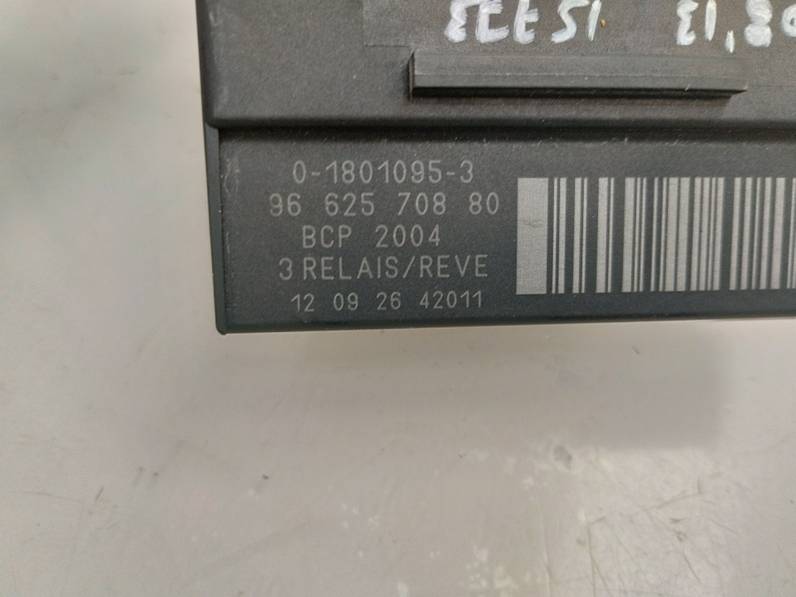 0-1801095-3
96 625 708 80
BCP 2004
3 RELAIS/REVE
12 09 26 42011